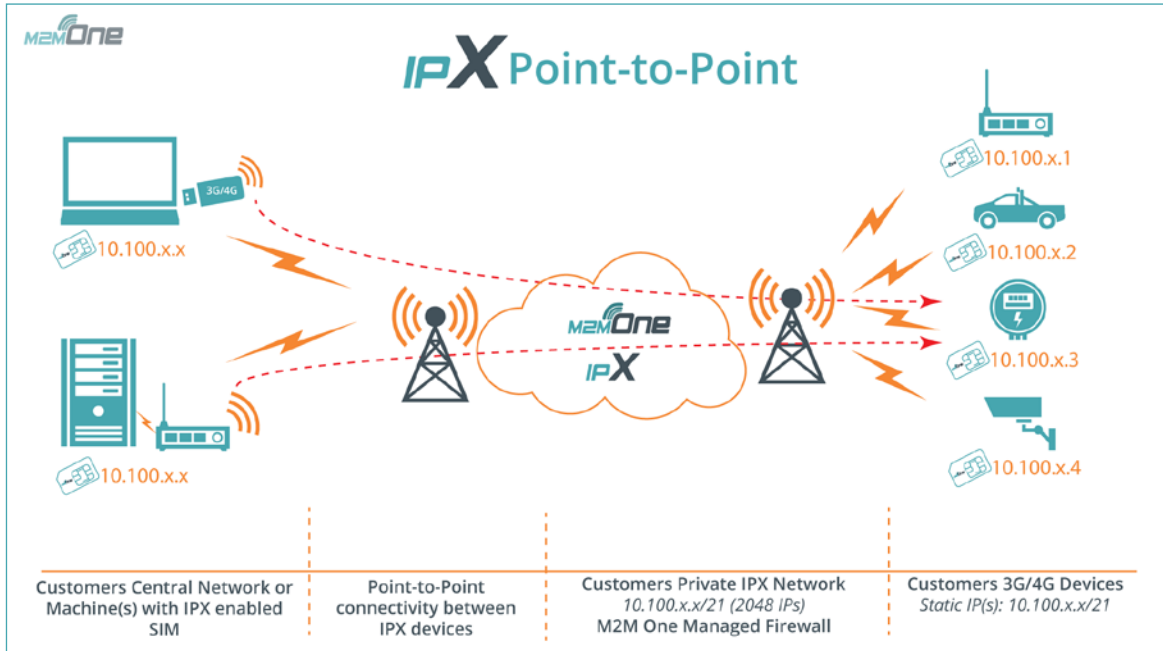 M2MOne
IPX Point-to-Point
3G/4G
10.100.x.x
10.100.x.x
M2MOne
IPX
10.100.x.1
10.100.x.2
10.100.x.3
10.100.x.4
Customers Central Network or
Machine(s) with IPX enabled
SIM
Point-to-Point
connectivity between
IPX devices
Customers Private IPX Network
10.100.x.x/21 (2048 IPs)
M2M One Managed Firewall
Customers 3G/4G Devices
Static IP(s): 10.100.x.x/21